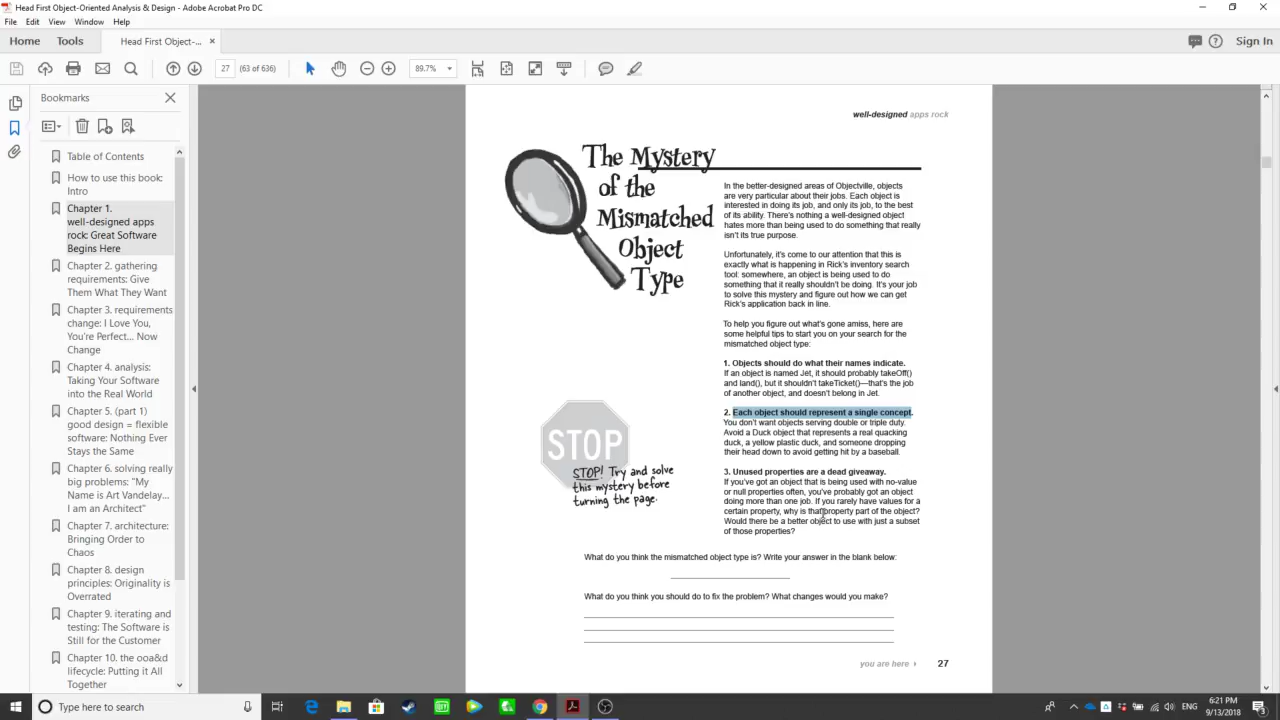 Head First Object-Oriented Analysis & Design - Adobe Acrobat Pro DC
File Edit View Window Help
Home Tools Head First Object-... ×
Sign In
27 (63 of 636) 89.7%
Bookmarks
Table of Contents
How to use this book:
Intro
Chapter 1.
well-designed apps
rock Great Software
Begins Here
Chapter 2. gathering
requirements: Giv
Them What They Want
Chapter 3. requirements
change: I Love You,
You're Perfect... Now
Change
Chapter 4. analysis:
Taking Your Software
into the Real World
Chapter 5. (part 1)
good design = flexible
software: Nothing Ever
Stays the Same
Chapter 6. solving really
big problems: "My
Name is Art Vandelay...
I am an Architect"
Chapter 7. architecture:
Bringing Order to
Chaos
Chapter 8. design
principles: Originality is
Overrated
Chapter 9. iterating and
testing: The Software is
Still for the Customer
Chapter 10. the ooa&d
lifecycle: Putting it All
Together
well-designed apps rock
The Mystery
of the
Mismatched
Object
Type
In the better-designed areas of Objectville, objects
are very particular about their jobs. Each object is
interested in doing its job, and only its job, to the best
of its ability. There's nothing a well-designed object
hates more than being used to do something that really
isn't its true purpose.
Unfortunately, it's come to our attention that this is
exactly what is happening in Rick's inventory search
tool: somewhere, an object is being used to do
something that it really shouldn't be doing. It's your job
to solve this mystery and figure out how we can get
Rick's application back in line.
To help you figure out what's gone amiss, here are
some helpful tips to start you on your search for the
mismatched object type:
1. Objects should do what their names indicate.
If an object is named Jet, it should probably takeOff()
and land(), but it shouldn't takeTicket()—that's the job
of another object, and doesn't belong in Jet.
2. Each object should represent a single concept.
You don't want objects serving double or triple duty.
Avoid a Duck object that represents a real quacking
duck, a yellow plastic duck, and someone dropping
their head down to avoid getting hit by a baseball.
3. Unused properties are a dead giveaway.
If you've got an object that is being used with no-value
or null properties often, you've probably got an object
doing more than one job. If you rarely have values for a
certain property, why is that property part of the object?
Would there be a better object to use with just a subset
of those properties?
STOP
STOP! Try and solve
this mystery before
turning the page.
What do you think the mismatched object type is? Write your answer in the blank below:
What do you think you should do to fix the problem? What changes would you make?
you are here › 27
Type here to search
6:21 PM
9/13/2018